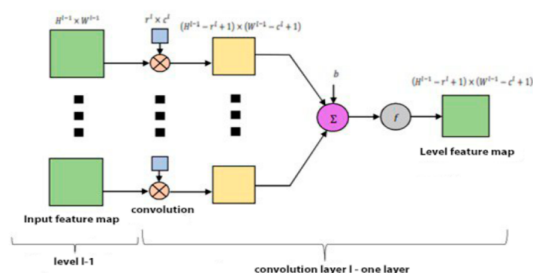 H^{l-1} × W^{l-1}
r^l × c^l
(H^{l-1} − r^l + 1) × (W^{l-1} − c^l + 1)
b
(H^{l-1} − r^l + 1) × (W^{l-1} − c^l + 1)
Σ
f
Level feature map
convolution
Input feature map
level l-1
convolution layer l - one layer